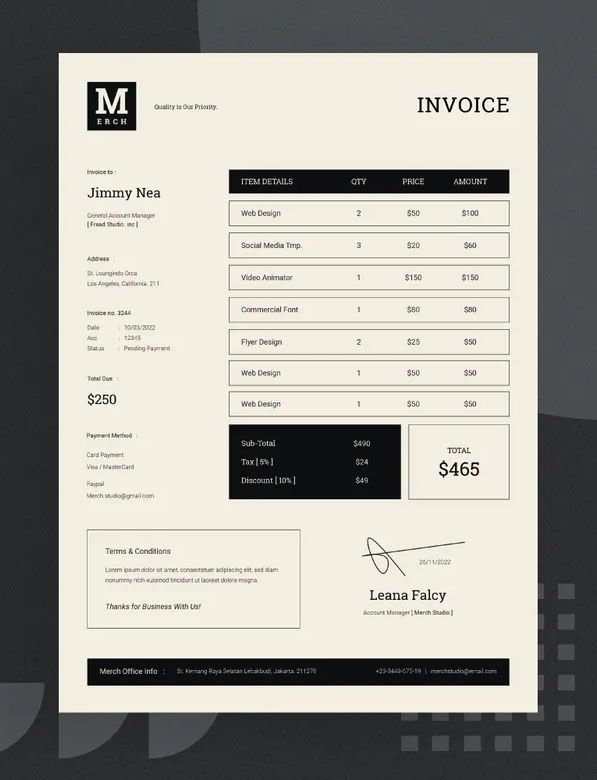 M
ERCH
Quality is Our Priority.
INVOICE
Invoice to :
Jimmy Nea
General Account Manager
[ Fread Studio. inc ]
Address :
St. Loungindo Orca
Los Angeles, California. 211
Invoice no. 3244
Date : 10/03/2022
Acc : 12345
Status : Pending Payment
Total Due :
$250
Payment Method :
Card Payment
Visa / MasterCard
Paypal
Merch.studio@gmail.com
ITEM DETAILS QTY PRICE AMOUNT
Web Design 2 $50 $100
Social Media Tmp. 3 $20 $60
Video Animator 1 $150 $150
Commercial Font 1 $80 $80
Flyer Design 2 $25 $50
Web Design 1 $50 $50
Web Design 1 $50 $50
Sub-Total $490
Tax [ 5% ] $24
Discount [ 10% ] $49
TOTAL
$465
Terms & Conditions
Lorem ipsum dolor sit amet, consectetuer adipiscing elit, sed diam
nonummy nibh euismod tincidunt ut laoreet dolore magna.
Thanks for Business With Us!
26/11/2022
Leana Falcy
Account Manager [ Merch Studio ]
Merch Office Info : St. Kemang Raya Selatan Lebakbudi, Jakarta. 211278 +23-3443-675-19 | merchstudio@email.com